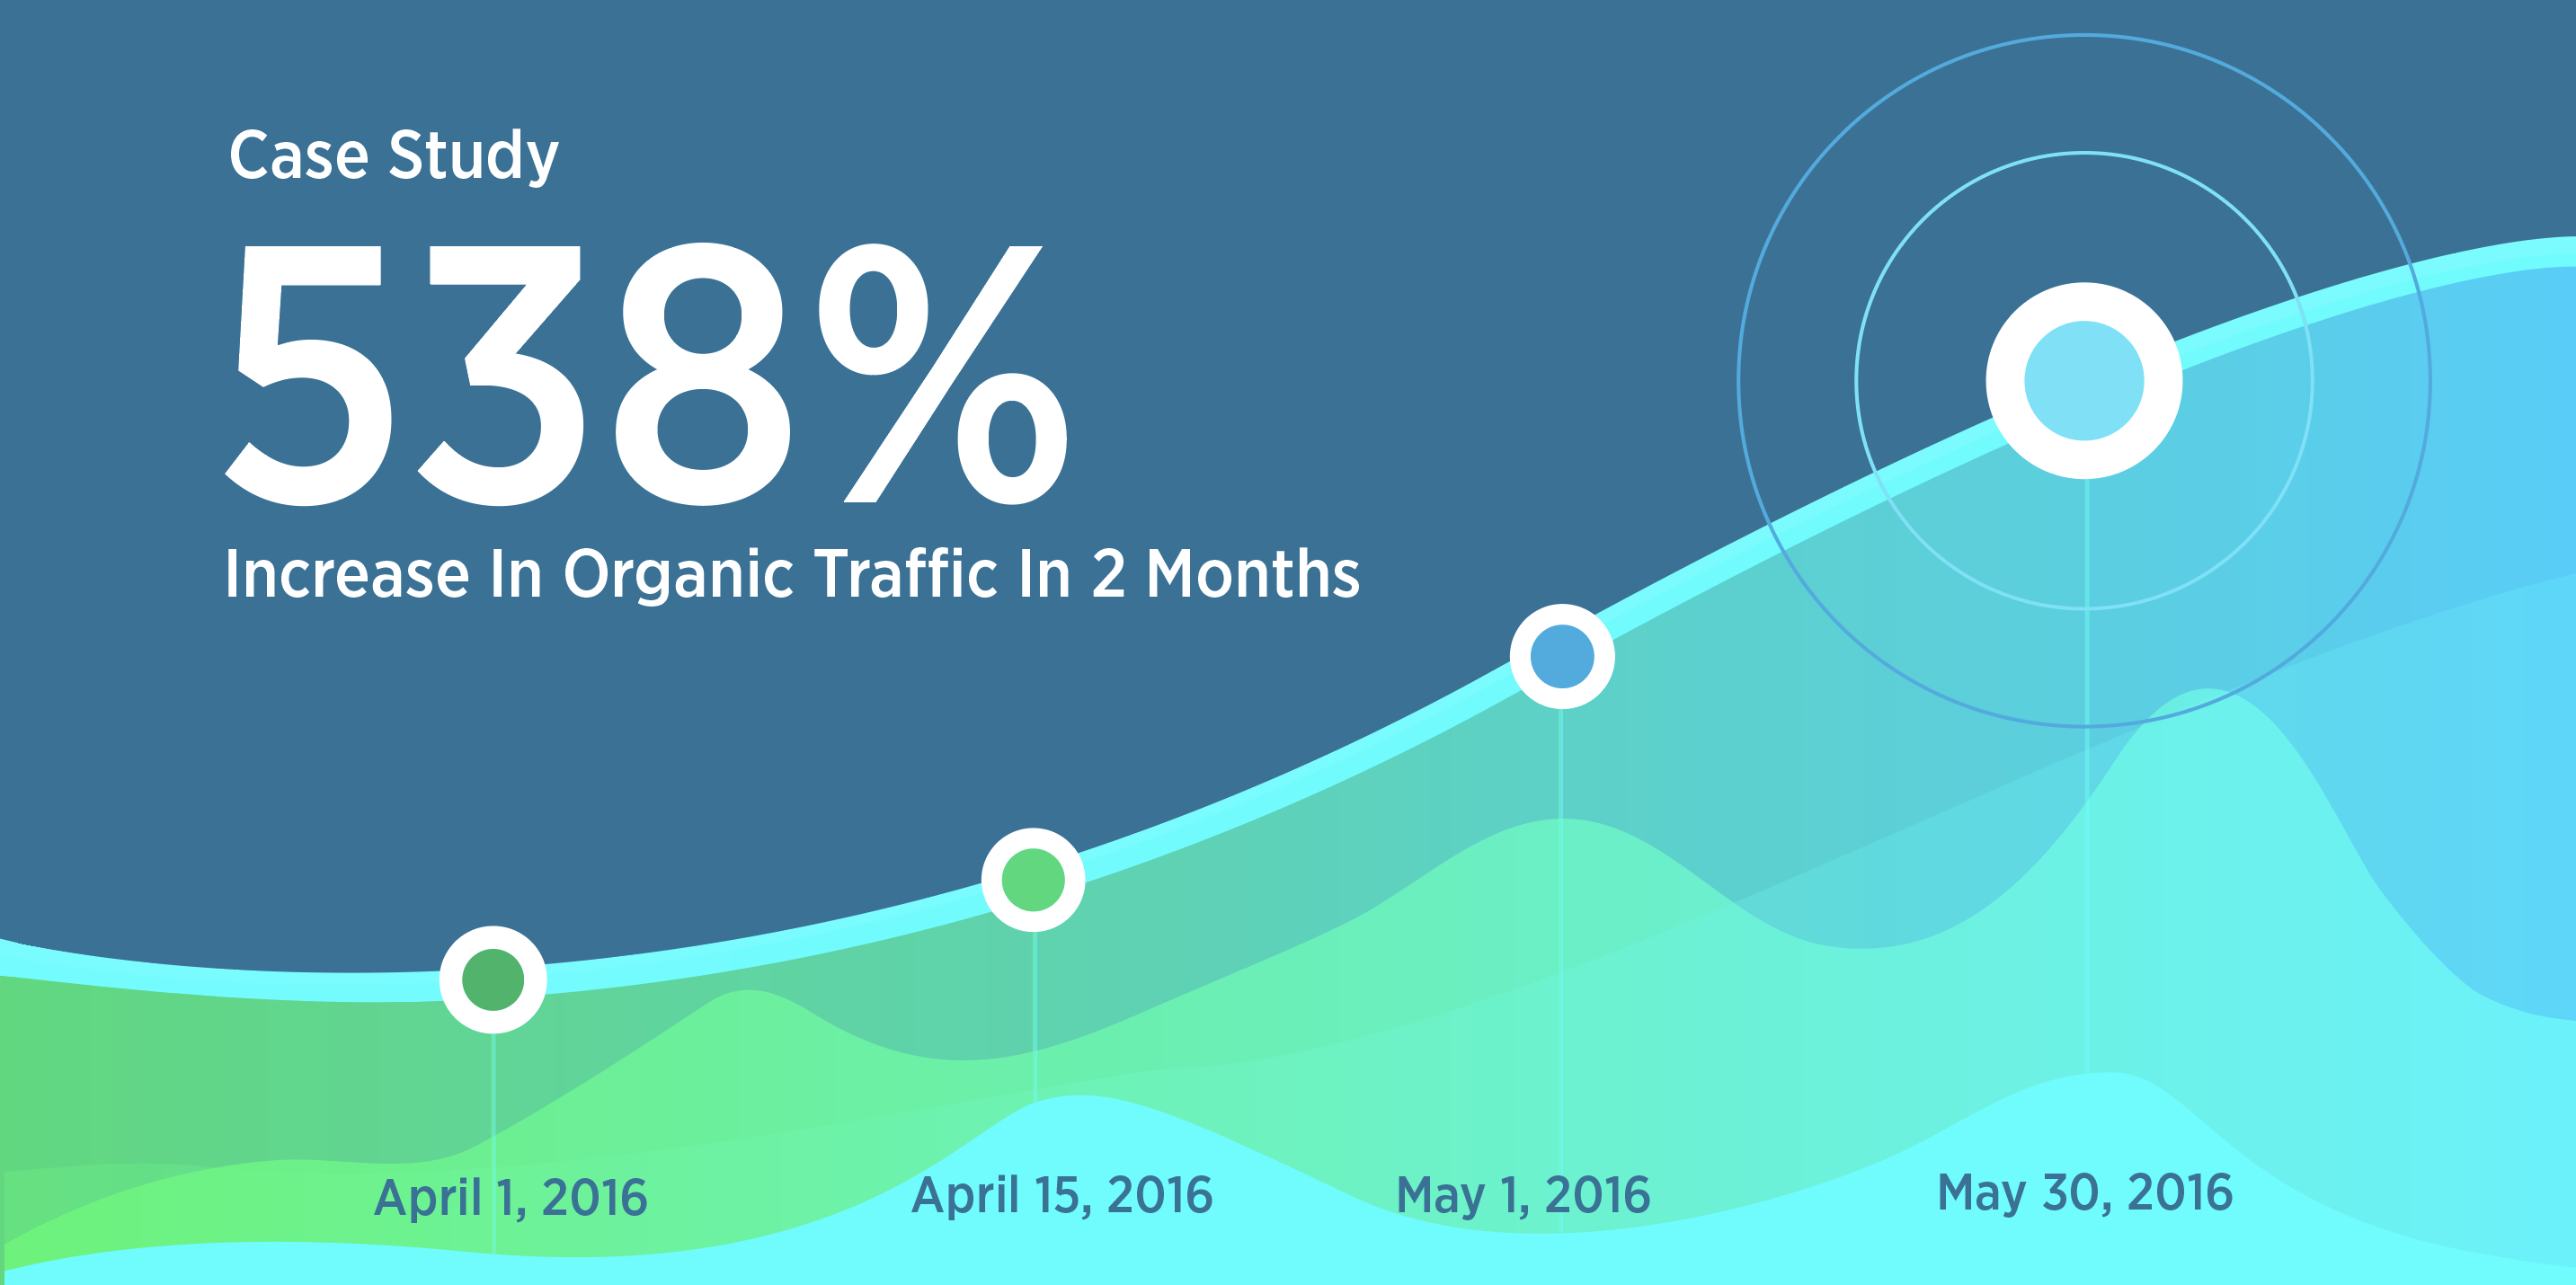 Case Study
538%
Increase In Organic Traffic In 2 Months
April 1, 2016
April 15, 2016
May 1, 2016
May 30, 2016